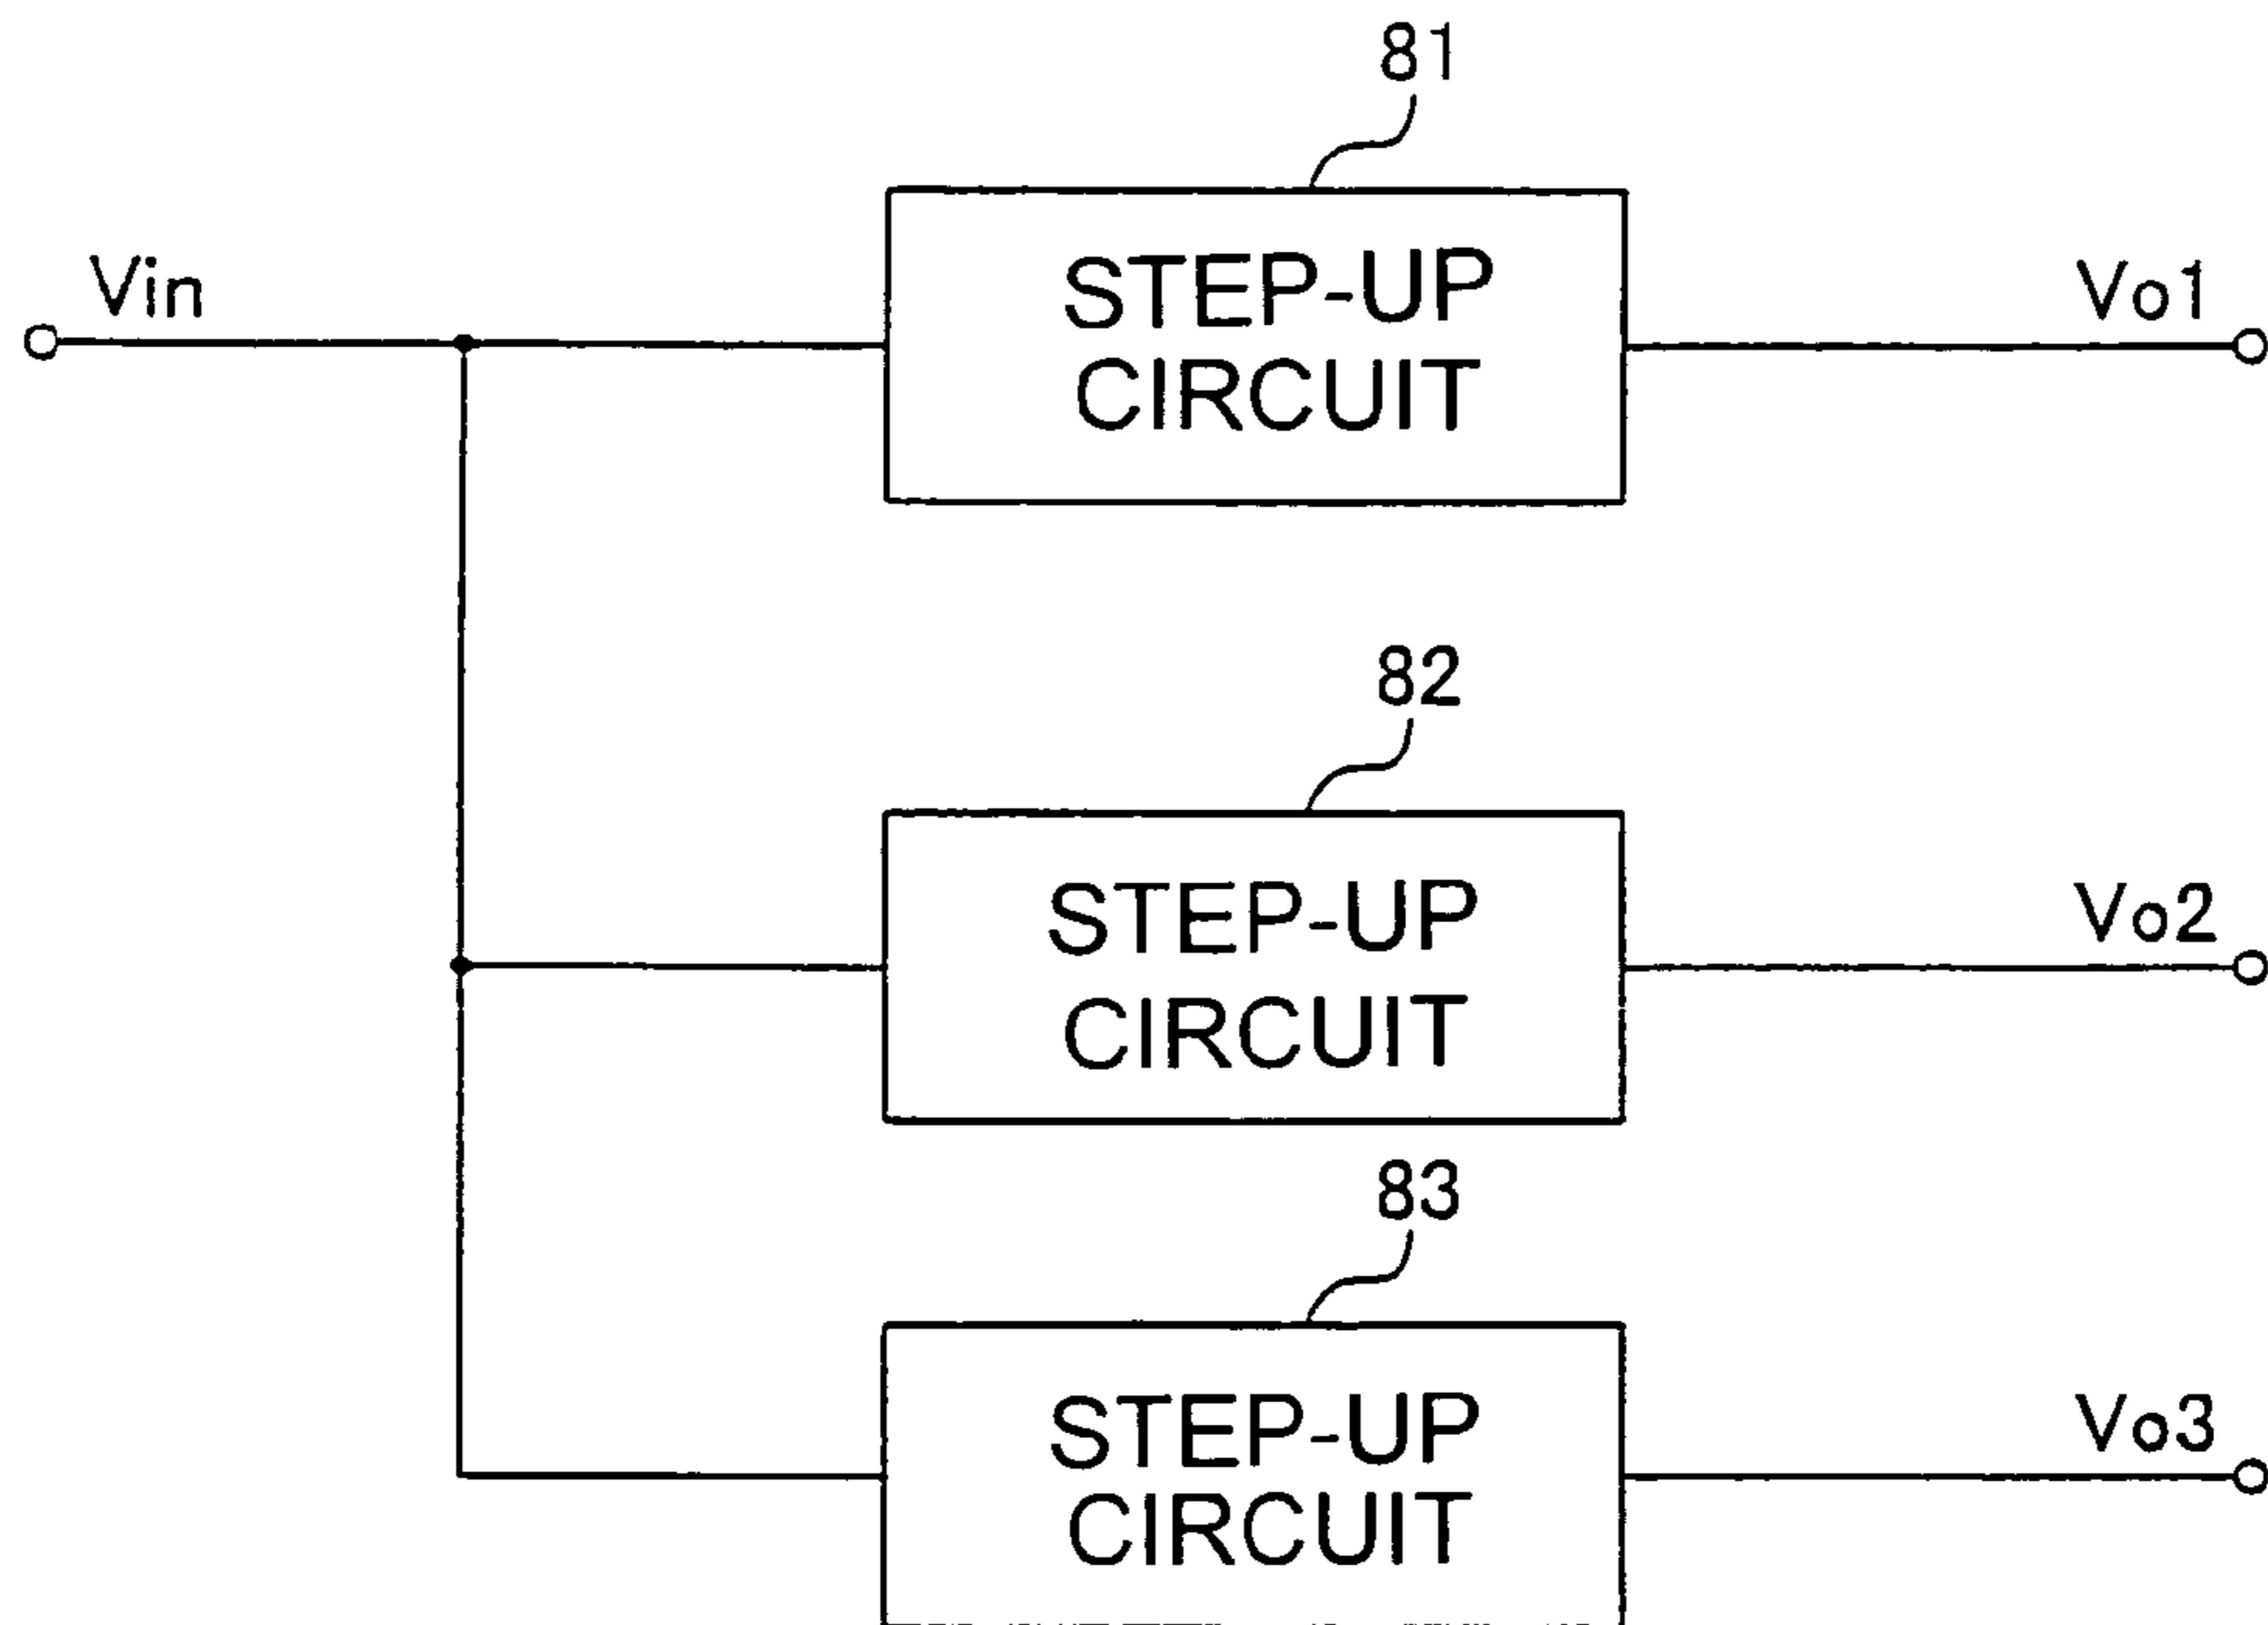 81
Vin
STEP-UP
CIRCUIT
Vo1
82
STEP-UP
CIRCUIT
Vo2
83
STEP-UP
CIRCUIT
Vo3